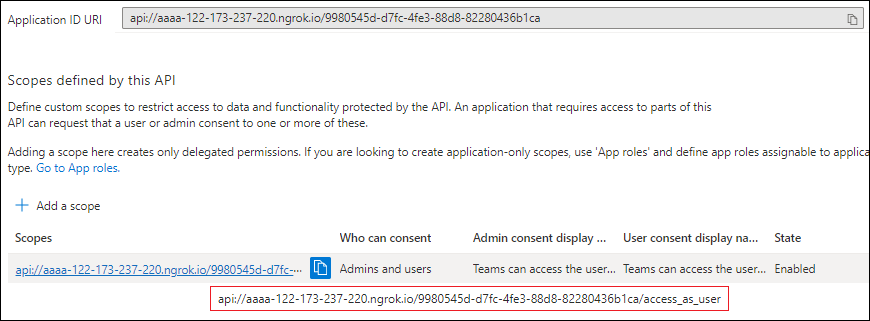 Application ID URI
api://aaaa-122-173-237-220.ngrok.io/9980545d-d7fc-4fe3-88d8-82280436b1ca
Scopes defined by this API
Define custom scopes to restrict access to data and functionality protected by the API. An application that requires access to parts of this
API can request that a user or admin consent to one or more of these.
Adding a scope here creates only delegated permissions. If you are looking to create application-only scopes, use 'App roles' and define app roles assignable to applica
type. Go to App roles.
+ Add a scope
Scopes Who can consent Admin consent display ... User consent display na... State
api://aaaa-122-173-237-220.ngrok.io/9980545d-d7fc-... Admins and users Teams can access the user... Teams can access the user... Enabled
api://aaaa-122-173-237-220.ngrok.io/9980545d-d7fc-4fe3-88d8-82280436b1ca/access_as_user